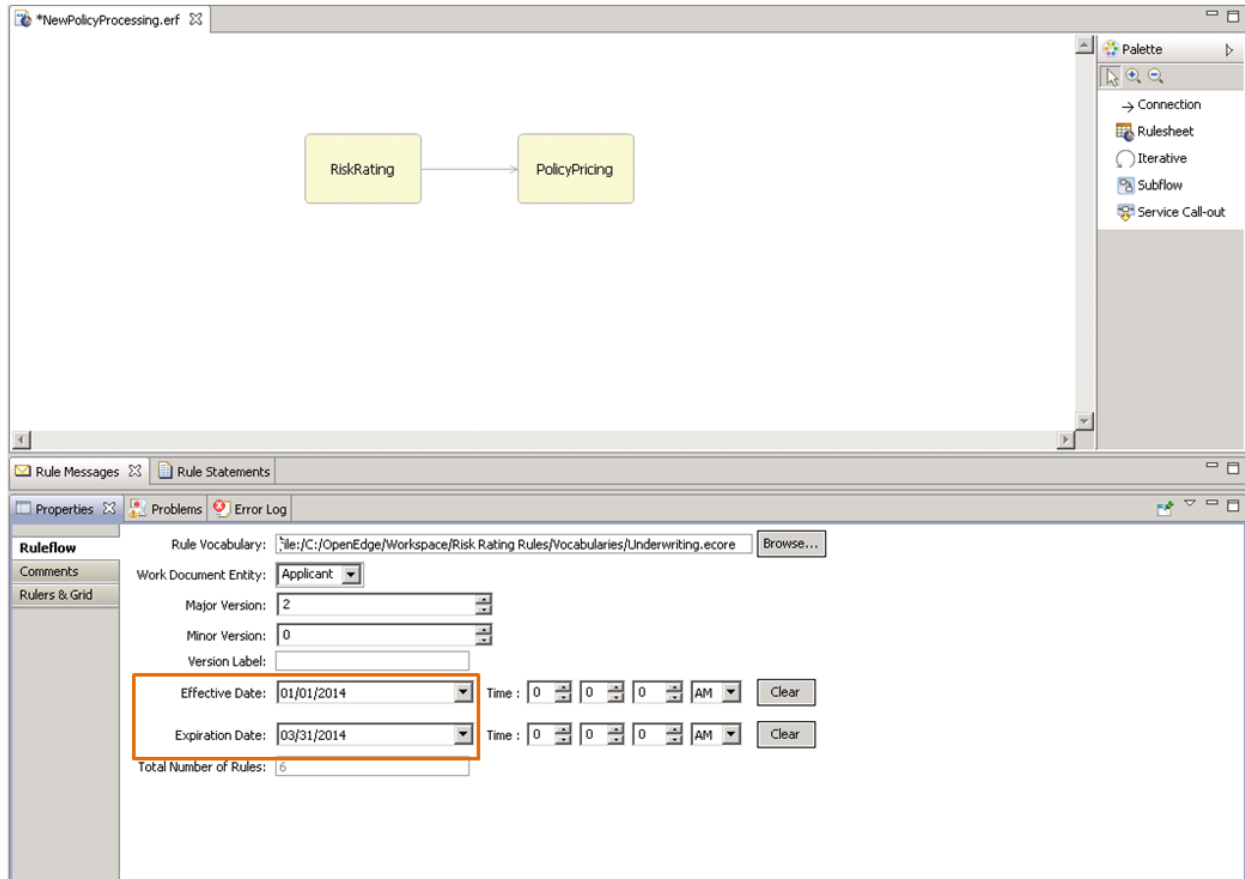 *NewPolicyProcessing.erf
Palette
Connection
Rulesheet
Iterative
Subflow
Service Call-out
RiskRating
PolicyPricing
Rule Messages Rule Statements
Properties Problems Error Log
Ruleflow
Comments
Rulers & Grid
Rule Vocabulary: file:/C:/OpenEdge/Workspace/Risk Rating Rules/Vocabularies/Underwriting.ecore Browse...
Work Document Entity: Applicant
Major Version: 2
Minor Version: 0
Version Label:
Effective Date: 01/01/2014 Time : 0 0 0 AM Clear
Expiration Date: 03/31/2014 Time : 0 0 0 AM Clear
Total Number of Rules: 6